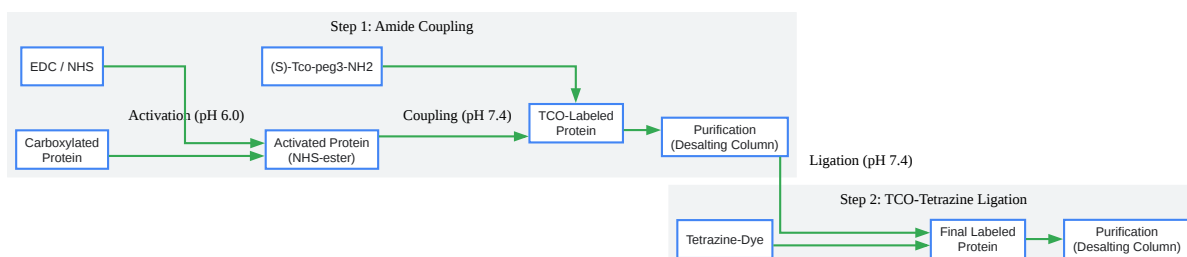 Step 1: Amide Coupling
EDC / NHS
(S)-Tco-peg3-NH2
Activation (pH 6.0)
Coupling (pH 7.4)
TCO-Labeled
Protein
Purification
(Desalting Column)
Carboxylated
Protein
Activated Protein
(NHS-ester)
Ligation (pH 7.4)
Step 2: TCO-Tetrazine Ligation
Tetrazine-Dye
Final Labeled
Protein
Purification
(Desalting Column)